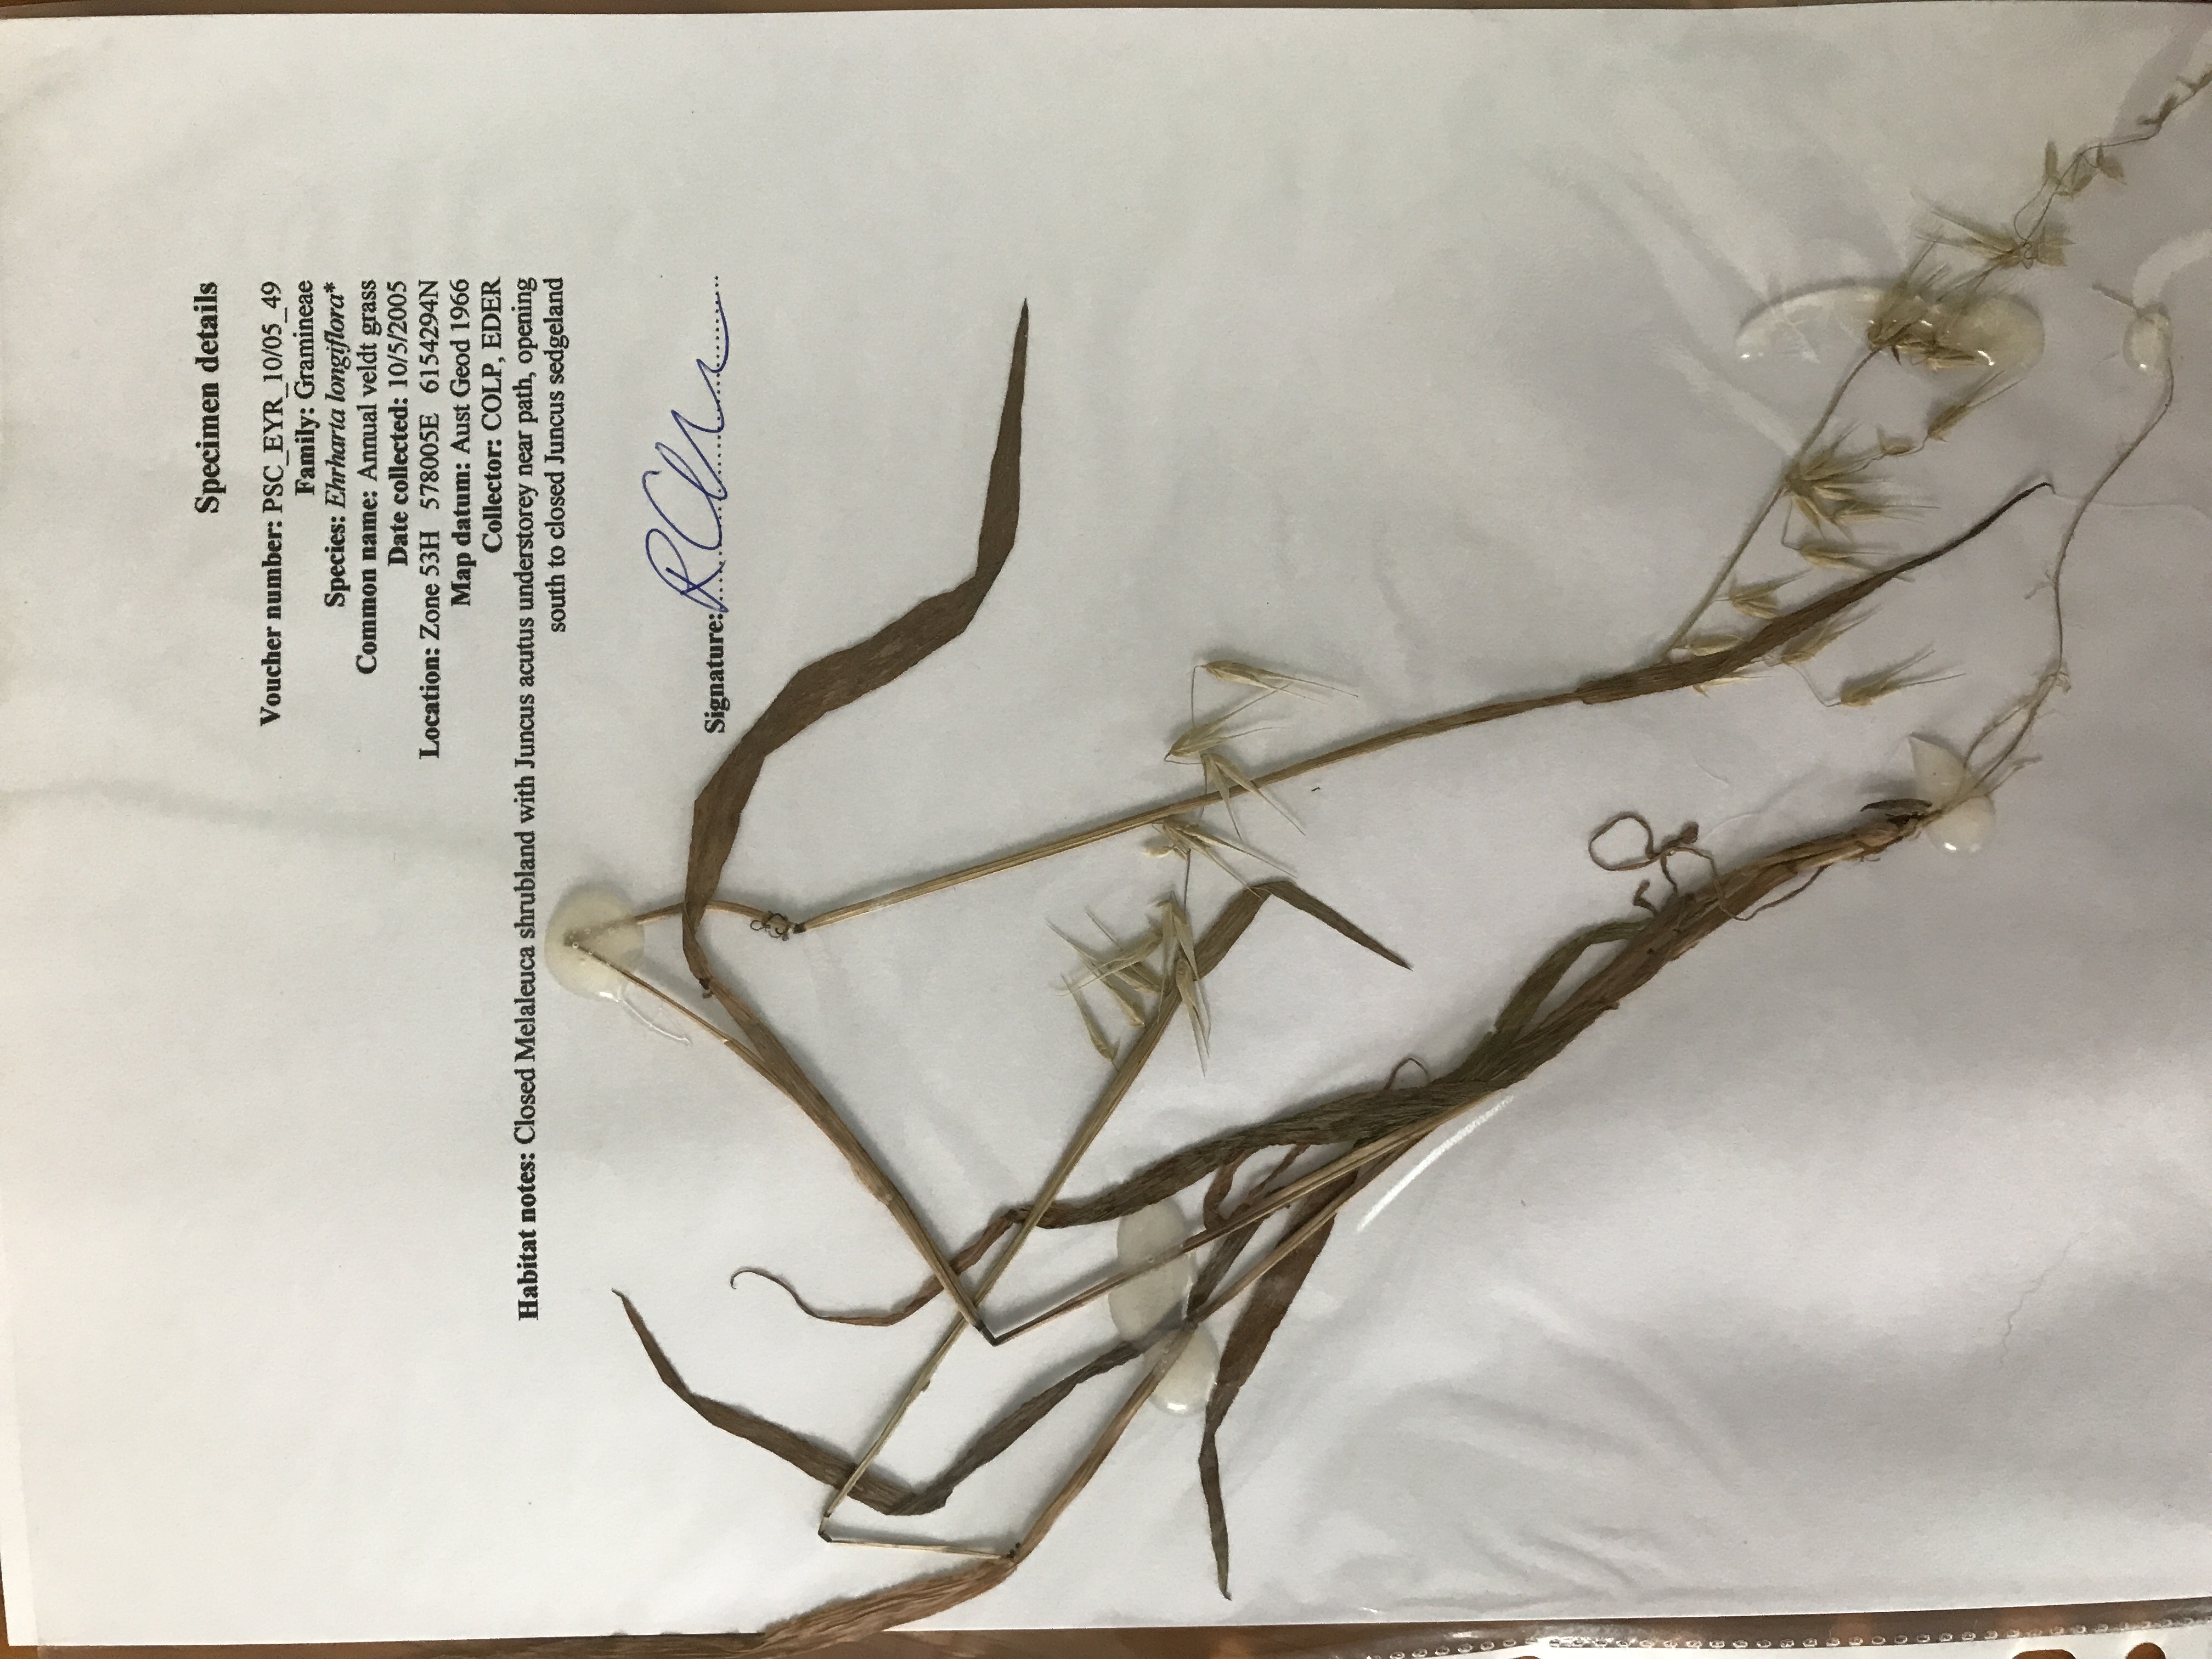 Specimen details
Voucher number: PSC_EYR_10/05_49
Family: Gramineae
Species: Ehrharta longiflora*
Common name: Annual veldt grass
Date collected: 10/5/2005
Location: Zone 53H 578005E 6154294N
Map datum: Aust Geod 1966
Collector: COLP, EDER
Habitat notes: Closed Melaleuca shrubland with Juncus acutus understorey near path, opening
south to closed Juncus sedgeland
Signature: